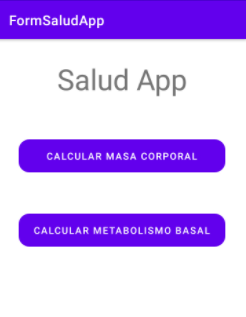 FormSaludApp
Salud App
CALCULAR MASA CORPORAL
CALCULAR METABOLISMO BASAL